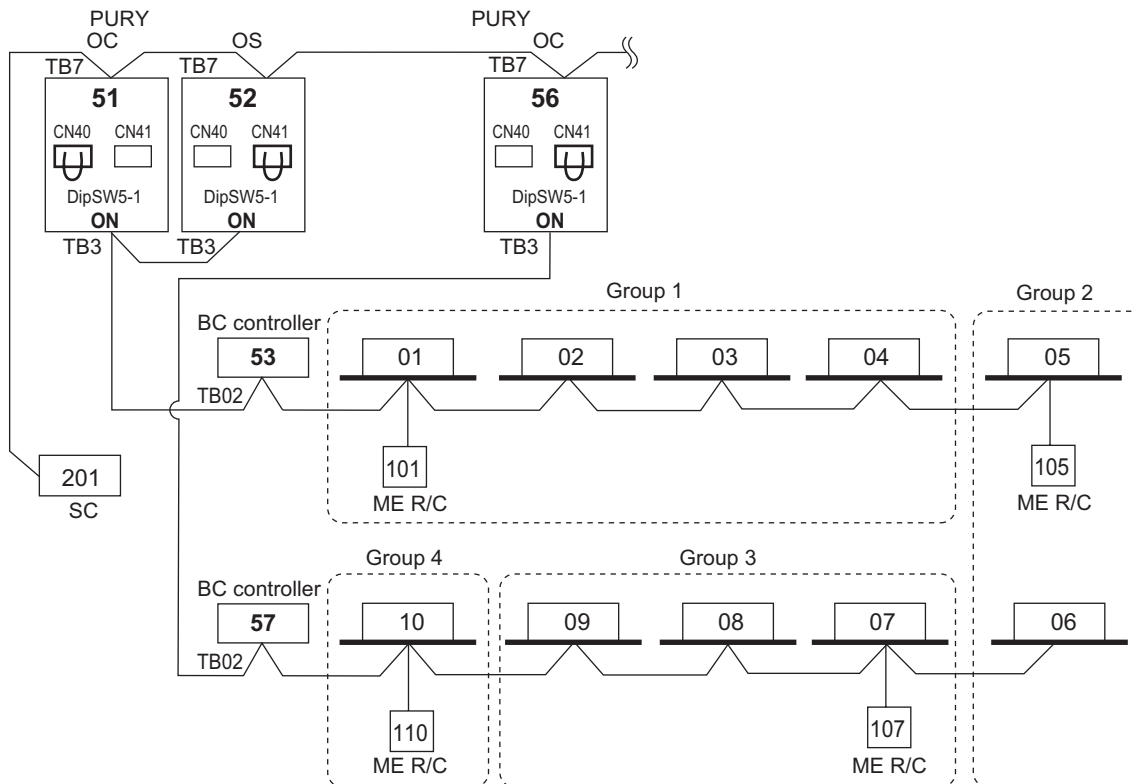 PURY PURY
OC OS OC
TB7 TB7 TB7
51 52 56
CN40 CN41 CN40 CN41 CN40 CN41
DipSW5-1 DipSW5-1 DipSW5-1
ON ON ON
TB3 TB3 TB3
Group 1 Group 2
BC controller
53 01 02 03 04 05
TB02
201 101 105
SC ME R/C ME R/C
Group 4 Group 3
BC controller
57 10 09 08 07 06
TB02
110 107
ME R/C ME R/C